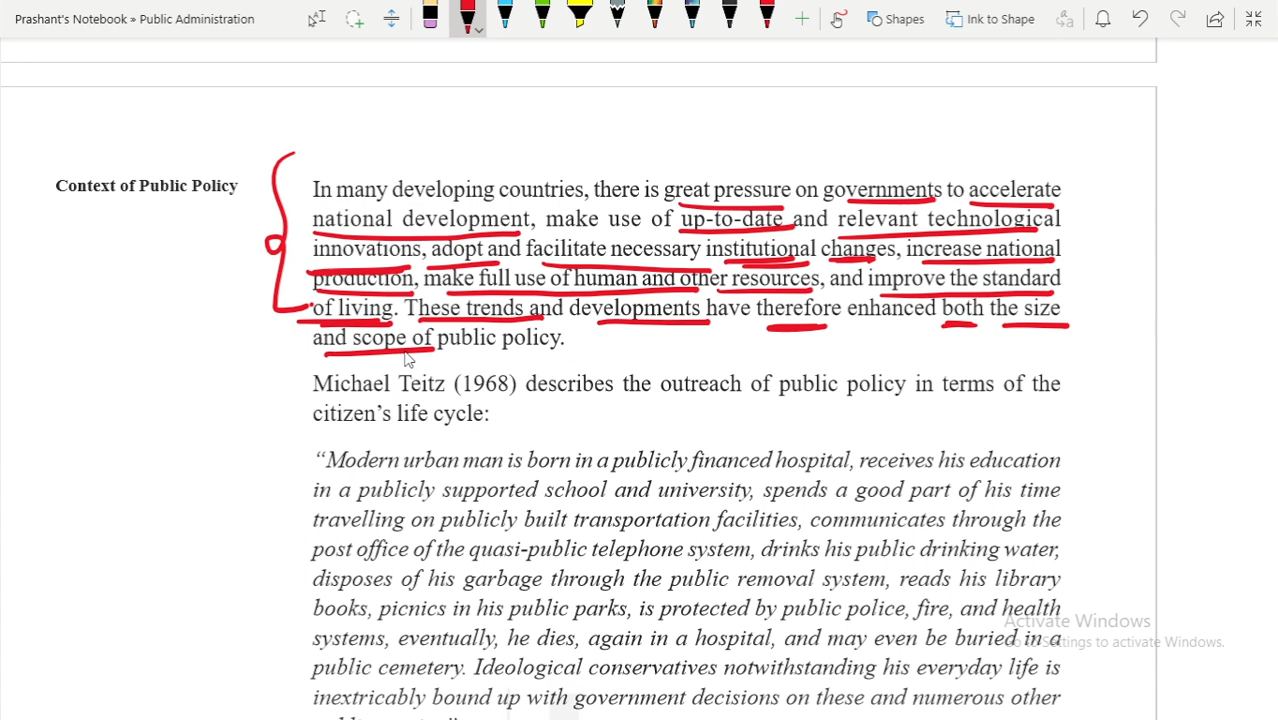 Prashant's Notebook » Public Administration
Shapes
Ink to Shape
Context of Public Policy
In many developing countries, there is great pressure on governments to accelerate
national development, make use of up-to-date and relevant technological
innovations, adopt and facilitate necessary institutional changes, increase national
production, make full use of human and other resources, and improve the standard
of living. These trends and developments have therefore enhanced both the size
and scope of public policy.
Michael Teitz (1968) describes the outreach of public policy in terms of the
citizen's life cycle:
“Modern urban man is born in a publicly financed hospital, receives his education
in a publicly supported school and university, spends a good part of his time
travelling on publicly built transportation facilities, communicates through the
post office of the quasi-public telephone system, drinks his public drinking water,
disposes of his garbage through the public removal system, reads his library
books, picnics in his public parks, is protected by public police, fire, and health
systems, eventually, he dies, again in a hospital, and may even be buried in a
public cemetery. Ideological conservatives notwithstanding his everyday life is
inextricably bound up with government decisions on these and numerous other
Activate Windows
Go to Settings to activate Windows.